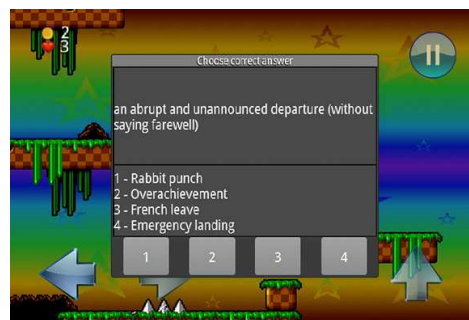 2
3
Choose correct answer
an abrupt and unannounced departure (without
saying farewell)
1 - Rabbit punch
2 - Overachievement
3 - French leave
4 - Emergency landing
1 2 3 4